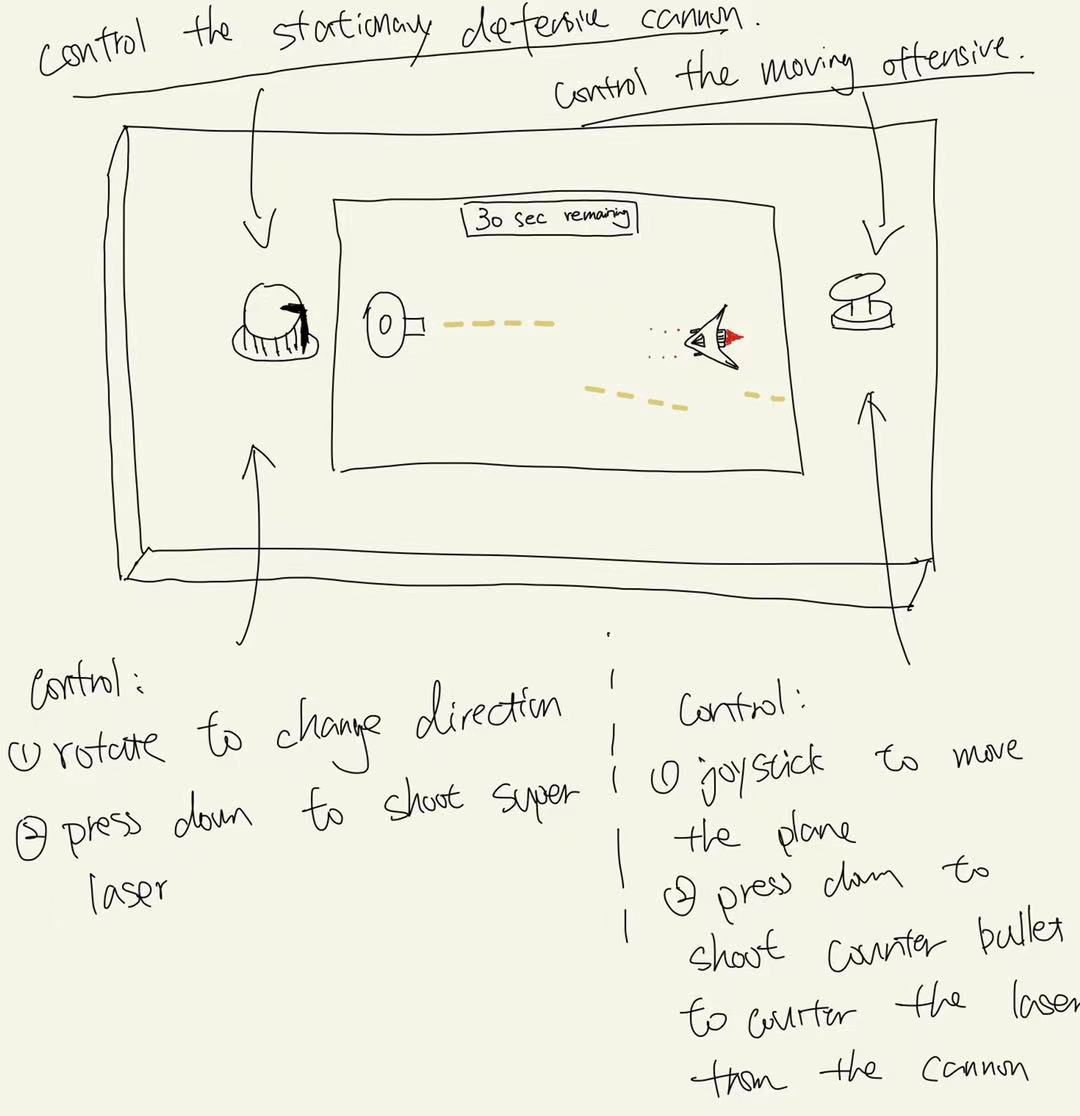 control the stationary defensive cannon.
Control the moving offensive.
30 sec remaining
Control:
① rotate to change direction
② press down to shoot super
laser
Control:
① joystick to move
the plane
② press down to
shoot counter bullet
to counter the laser
from the cannon